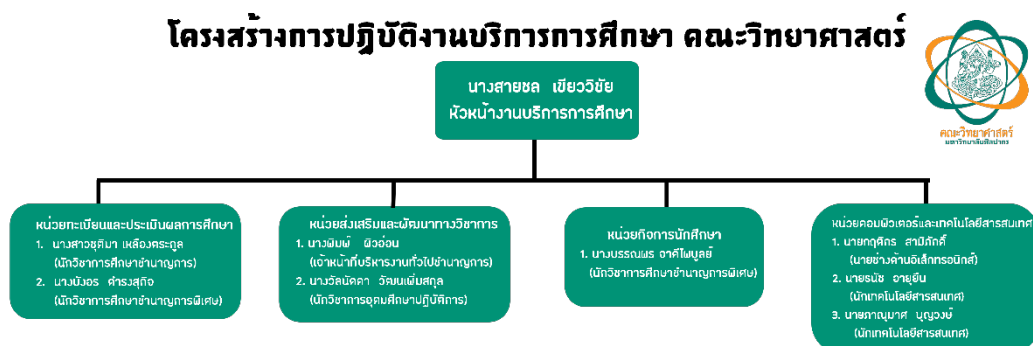 โครงสร้างการปฏิบัติงานบริการการศึกษา คณะวิทยาศาสตร์
นางสายชล เขียววิชัย
หัวหน้างานบริการการศึกษา
คณะวิทยาศาสตร์
มหาวิทยาลัยศิลปากร
หน่วยทะเบียนและประเมินผลการศึกษา
1. นางสาวชุติมา เหลืองตระกูล
(นักวิชาการศึกษาชำนาญการ)
2. นางบังอร ดำรงสุกิจ
(นักวิชาการศึกษาชำนาญการพิเศษ)
หน่วยส่งเสริมและพัฒนาทางวิชาการ
1. นางพิมพ์ ผิวอ่อน
(เจ้าหน้าที่บริหารงานทั่วไปชำนาญการ)
2. นางวัลนัดดา วัฒนเพิ่มสกุล
(นักวิชาการอุดมศึกษาปฏิบัติการ)
หน่วยกิจการนักศึกษา
1. นางบรรณพร อาคีไพบูลย์
(นักวิชาการศึกษาชำนาญการพิเศษ)
หน่วยคอมพิวเตอร์และเทคโนโลยีสารสนเทศ
1. นายกฤติกร สามิภักดิ์
(นายช่างด้านอิเล็กทรอนิกส์)
2. นายธนัช อายุยืน
(นักเทคโนโลยีสารสนเทศ)
3. นายภาณุมาศ บุญวงษ์
(นักเทคโนโลยีสารสนเทศ)